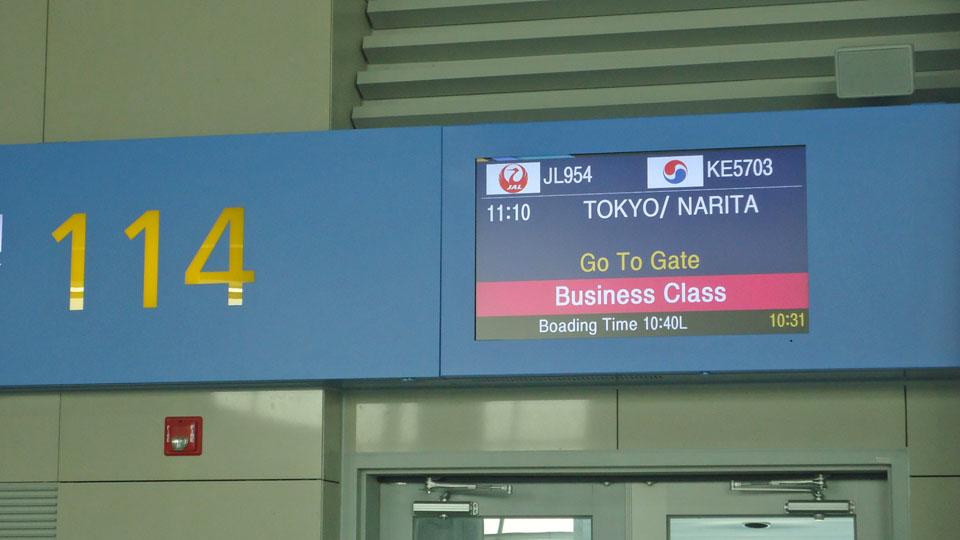 114
JAL JL954 KE5703
11:10 TOKYO/ NARITA
Go To Gate
Business Class
Boading Time 10:40L 10:31